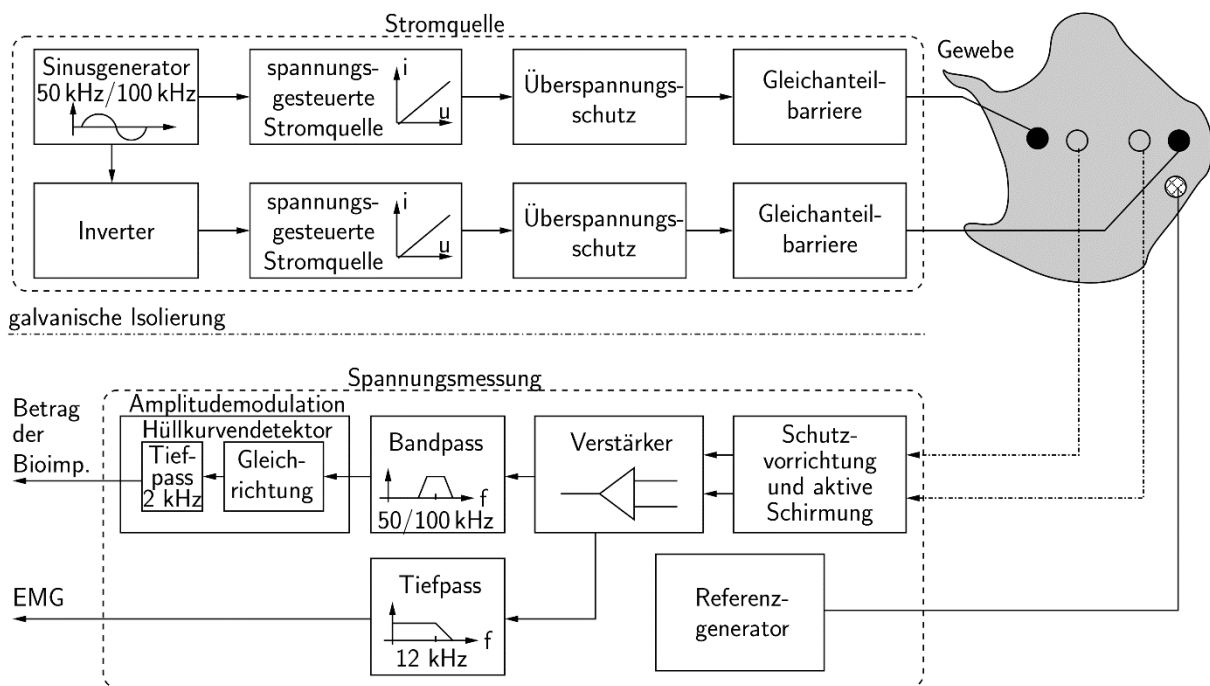 Stromquelle
Sinusgenerator
50 kHz/100 kHz
spannungs-
gesteuerte
Stromquelle
i
u
Überspannungs-
schutz
Gleichanteil-
barriere
Gewebe
Inverter
spannungs-
gesteuerte
Stromquelle
i
u
Überspannungs-
schutz
Gleichanteil-
barriere
galvanische Isolierung
Spannungsmessung
Betrag
der
Bioimp.
Amplitudemodulation
Hüllkurvendetektor
Tief-
pass
2 kHz
Gleich-
richtung
Bandpass
f
50/100 kHz
Verstärker
Schutz-
vorrichtung
und aktive
Schirmung
EMG
Tiefpass
f
12 kHz
Referenz-
generator